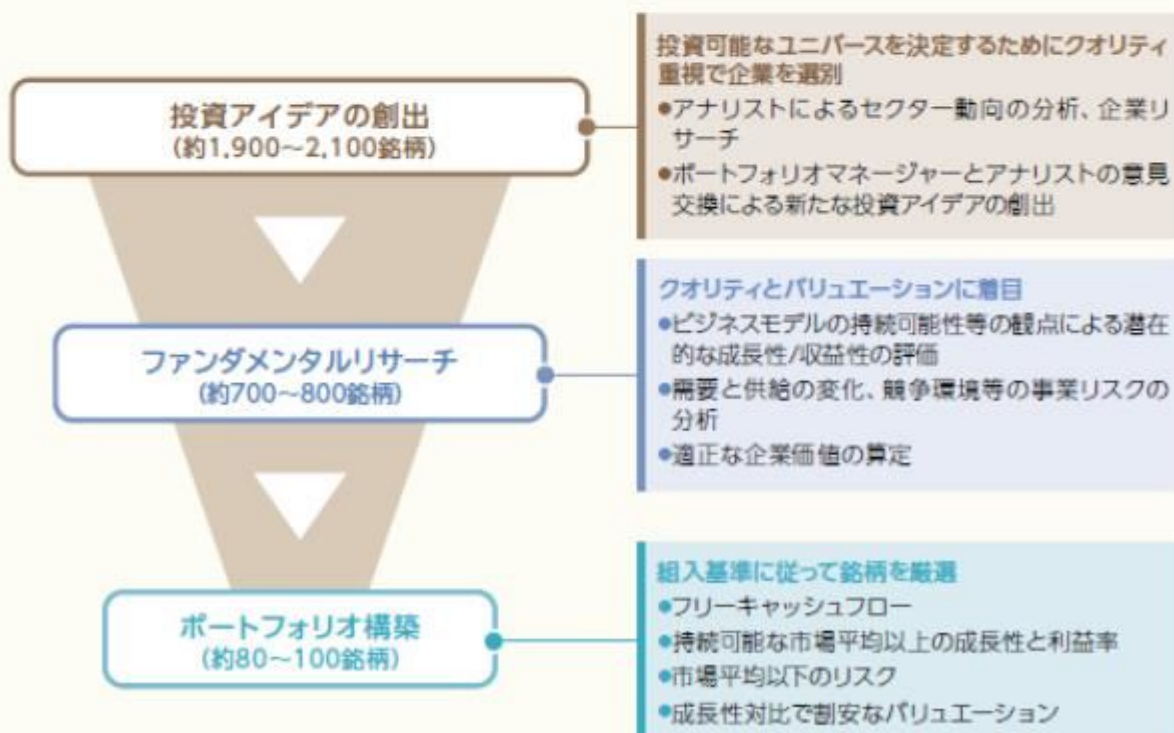 投資アイデアの創出
(約1,900〜2,100銘柄)
投資可能なユニバースを決定するためにクオリティ
重視で企業を選別
●アナリストによるセクター動向の分析、企業リ
サーチ
●ポートフォリオマネージャーとアナリストの意見
交換による新たな投資アイデアの創出
ファンダメンタルリサーチ
(約700〜800銘柄)
クオリティとバリュエーションに着目
●ビジネスモデルの持続可能性等の観点による潜在
的な成長性/収益性の評価
●需要と供給の変化、競争環境等の事業リスクの
分析
●適正な企業価値の算定
ポートフォリオ構築
(約80〜100銘柄)
組入基準に従って銘柄を厳選
●フリーキャッシュフロー
●持続可能な市場平均以上の成長性と利益率
●市場平均以下のリスク
●成長性対比で割安なバリュエーション